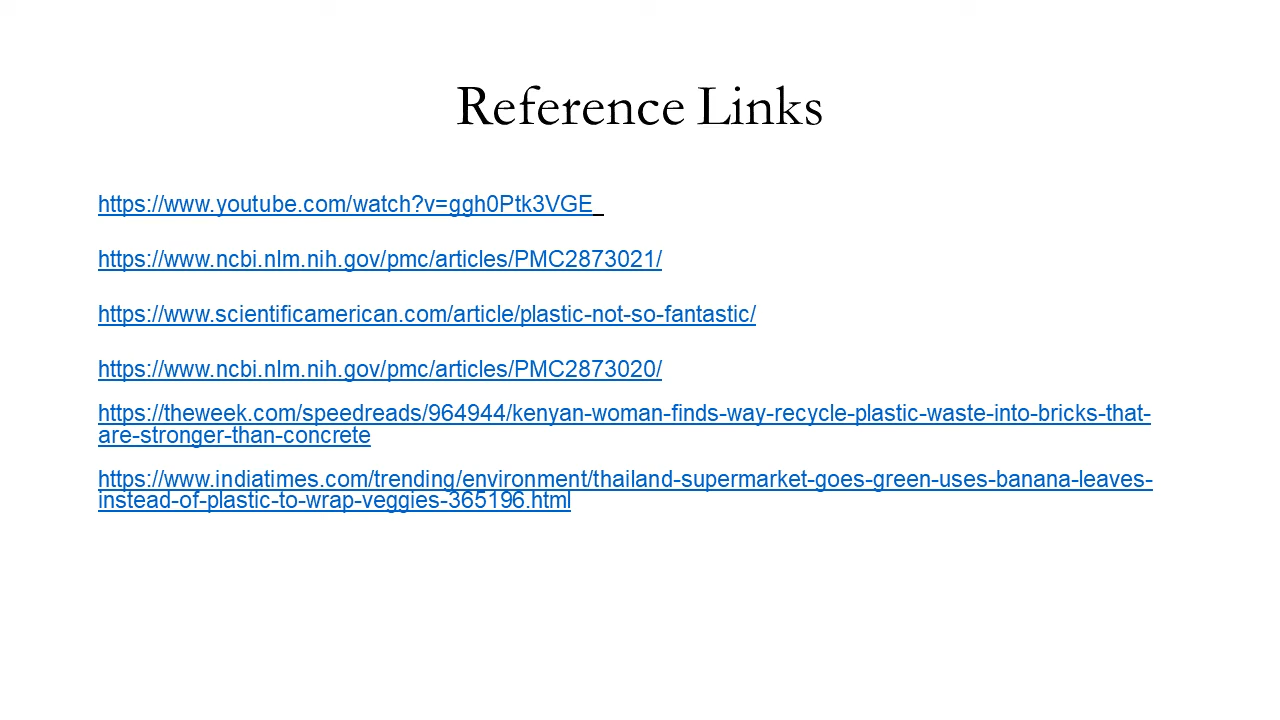 Reference Links
https://www.youtube.com/watch?v=ggh0Ptk3VGE
https://www.ncbi.nlm.nih.gov/pmc/articles/PMC2873021/
https://www.scientificamerican.com/article/plastic-not-so-fantastic/
https://www.ncbi.nlm.nih.gov/pmc/articles/PMC2873020/
https://theweek.com/speedreads/964944/kenyan-woman-finds-way-recycle-plastic-waste-into-bricks-that-
are-stronger-than-concrete
https://www.indiatimes.com/trending/environment/thailand-supermarket-goes-green-uses-banana-leaves-
instead-of-plastic-to-wrap-veggies-365196.html